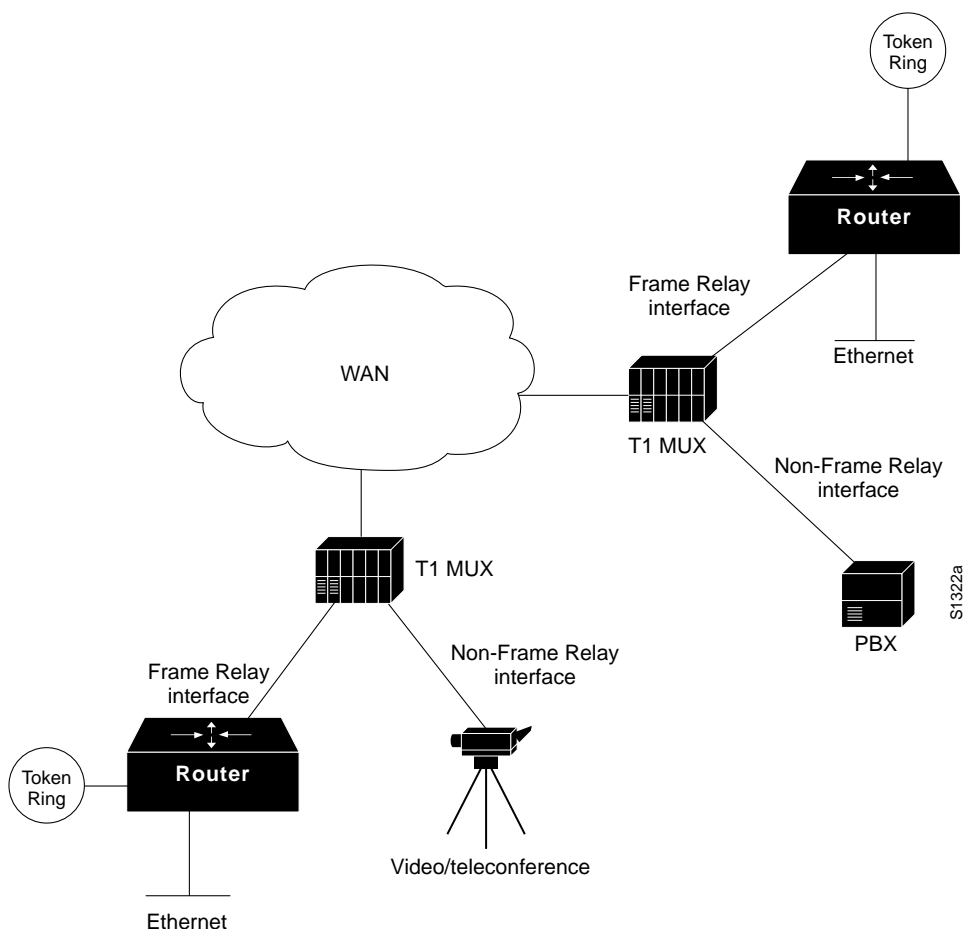 Token
Ring
Router
Frame Relay
interface
Ethernet
WAN
T1 MUX
Non-Frame Relay
interface
T1 MUX
PBX
S1322a
Non-Frame Relay
interface
Frame Relay
interface
Router
Token
Ring
Video/teleconference
Ethernet